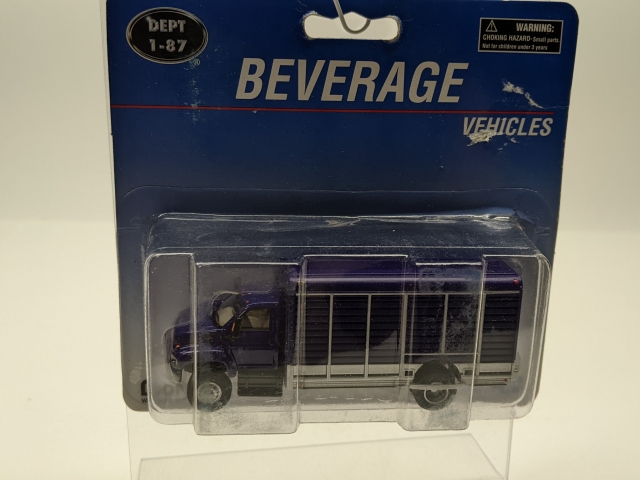 DEPT
1-87
®
WARNING:
CHOKING HAZARD- Small parts.
Not for children under 3 years
BEVERAGE
VEHICLES